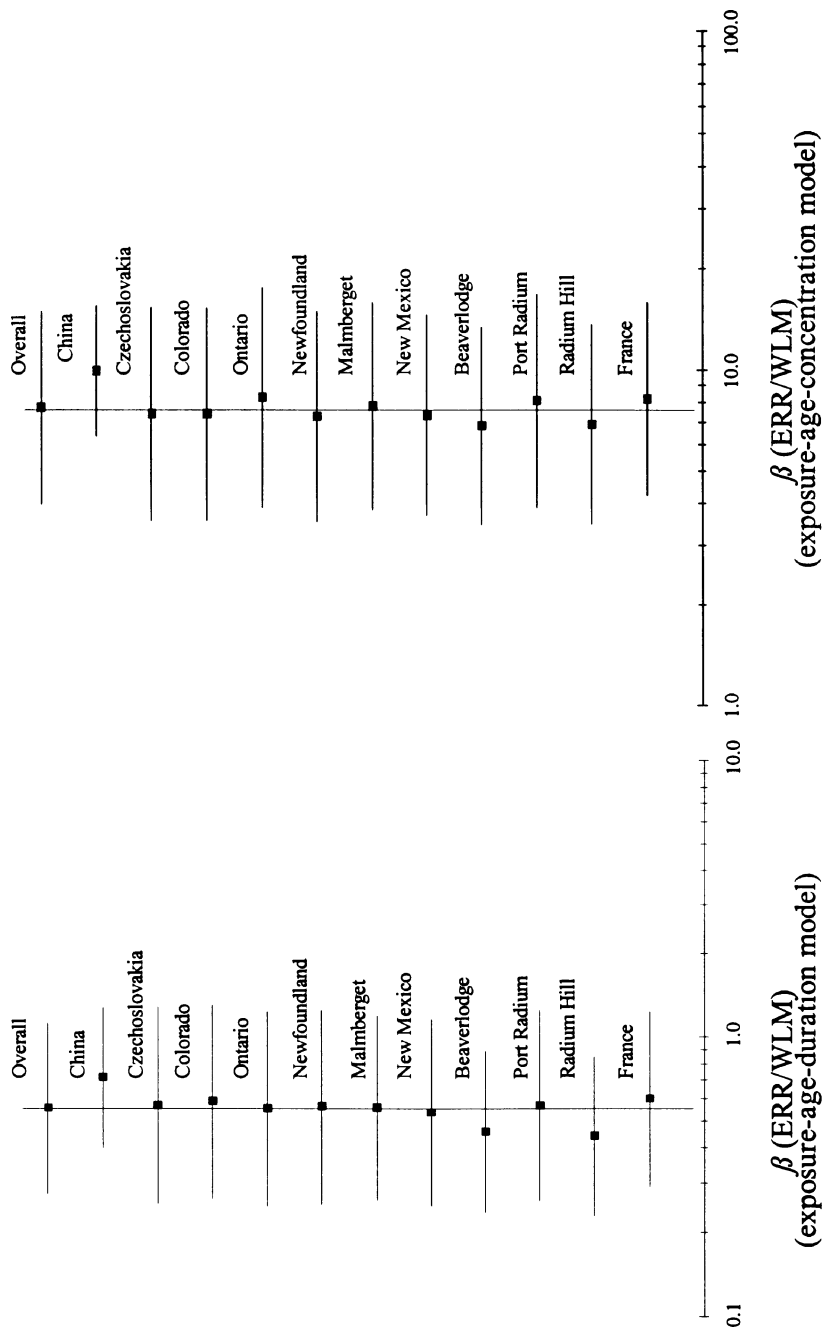 Overall
China
Czechoslovakia
Colorado
Ontario
Newfoundland
Malmberget
New Mexico
Beaverlodge
Port Radium
Radium Hill
France
0.1
1.0
10.0
β (ERR/WLM)
(exposure-age-duration model)
Overall
China
Czechoslovakia
Colorado
Ontario
Newfoundland
Malmberget
New Mexico
Beaverlodge
Port Radium
Radium Hill
France
1.0
10.0
100.0
β (ERR/WLM)
(exposure-age-concentration model)